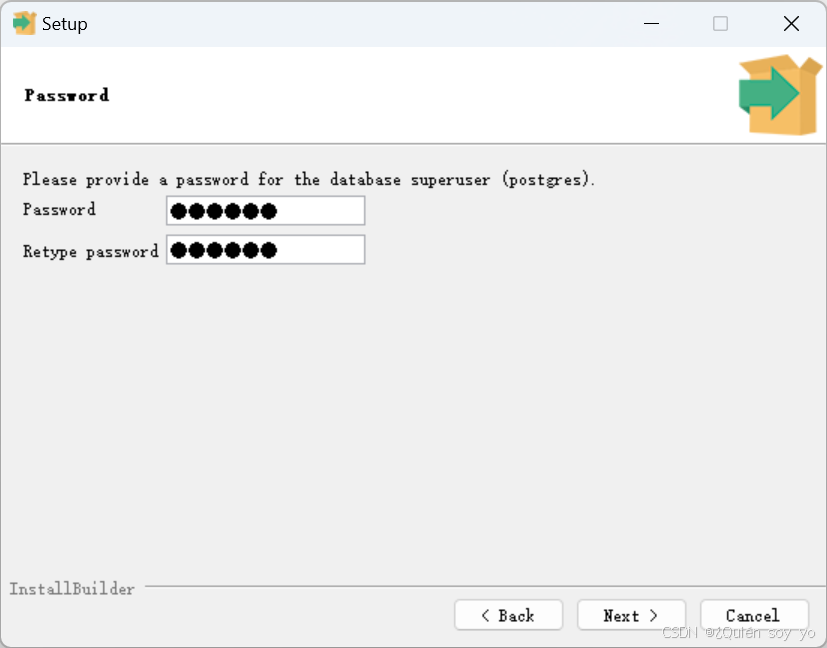 Setup
Password
Please provide a password for the database superuser (postgres).
Password ●●●●●●
Retype password ●●●●●●
InstallBuilder
< Back Next > Cancel
CSDN @¿Quién soy yo